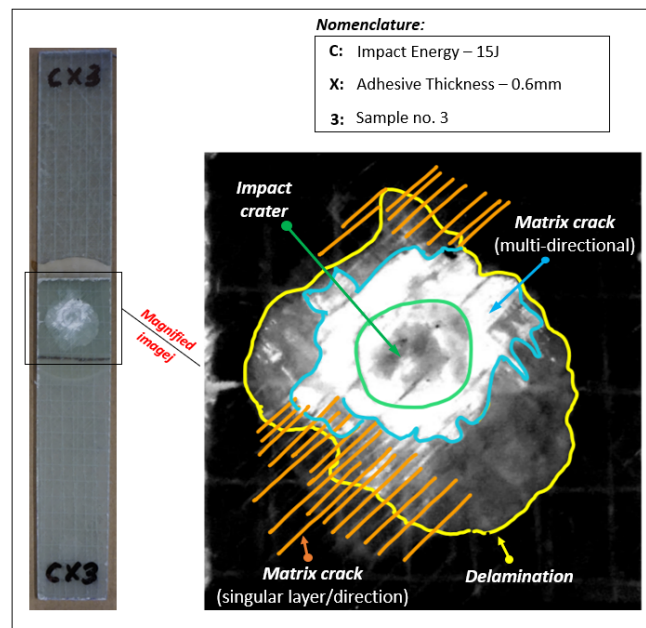 Nomenclature:
C: Impact Energy – 15J
X: Adhesive Thickness – 0.6mm
3: Sample no. 3
CX3
Impact
crater
Matrix crack
(multi-directional)
Magnified
imagej
CX3
Matrix crack
(singular layer/direction)
Delamination